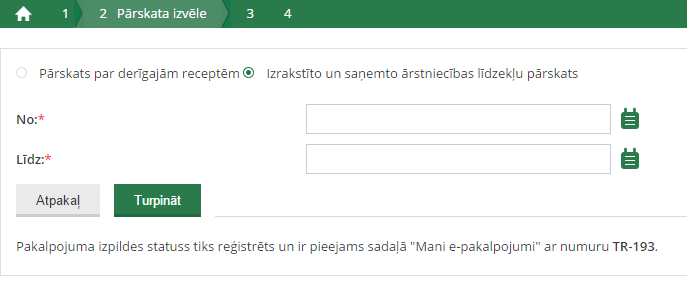 1 2 Pārskata izvēle 3 4
Pārskats par derīgajām receptēm Izrakstīto un saņemto ārstniecības līdzekļu pārskats
No:*
Līdz:*
Atpakaļ Turpināt
Pakalpojuma izpildes statuss tiks reģistrēts un ir pieejams sadaļā "Mani e-pakalpojumi" ar numuru TR-193.